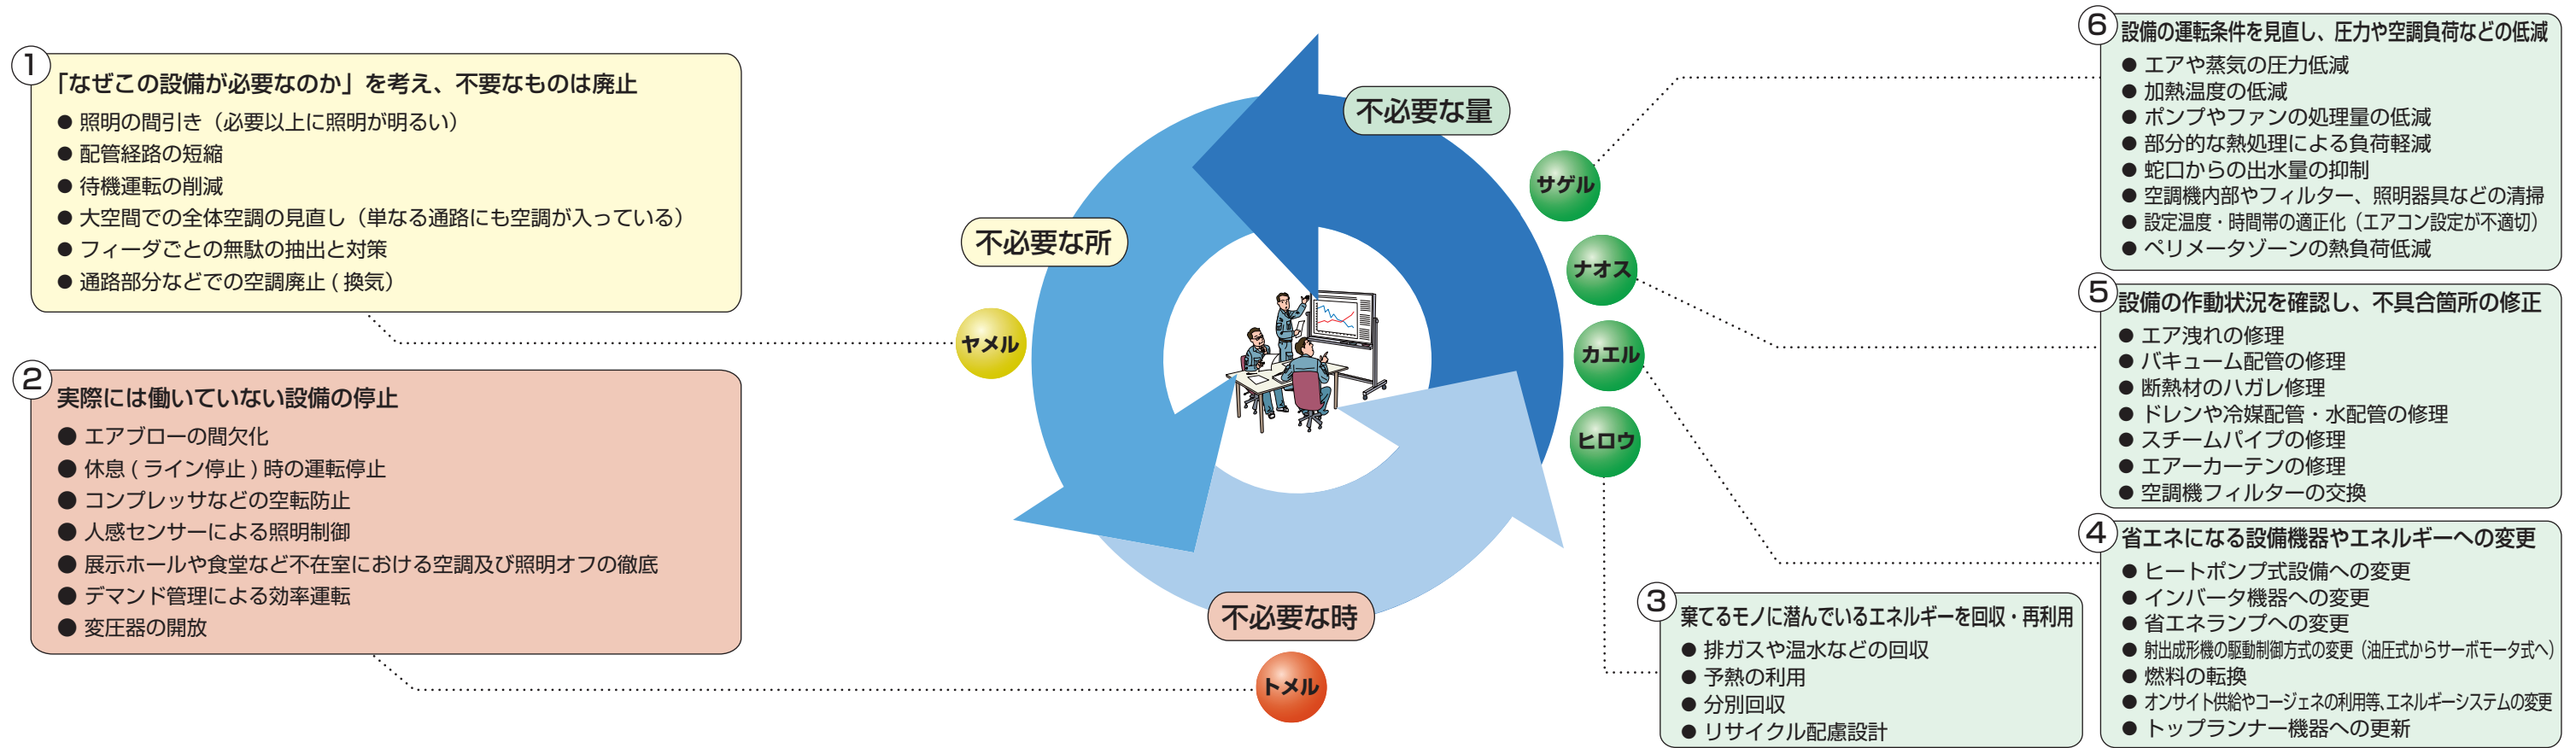 ①
「なぜこの設備が必要なのか」を考え、不要なものは廃止
● 照明の間引き（必要以上に照明が明るい）
● 配管経路の短縮
● 待機運転の削減
● 大空間での全体空調の見直し（単なる通路にも空調が入っている）
● フィーダごとの無駄の抽出と対策
● 通路部分などでの空調廃止 ( 換気）
②
実際には働いていない設備の停止
● エアブローの間欠化
● 休息 ( ライン停止 ) 時の運転停止
● コンプレッサなどの空転防止
● 人感センサーによる照明制御
● 展示ホールや食堂など不在室における空調及び照明オフの徹底
● デマンド管理による効率運転
● 変圧器の開放
不必要な量
不必要な所
不必要な時
ヤメル
トメル
サゲル
ナオス
カエル
ヒロウ
③
棄てるモノに潜んでいるエネルギーを回収・再利用
● 排ガスや温水などの回収
● 予熱の利用
● 分別回収
● リサイクル配慮設計
⑥
設備の運転条件を見直し、圧力や空調負荷などの低減
● エアや蒸気の圧力低減
● 加熱温度の低減
● ポンプやファンの処理量の低減
● 部分的な熱処理による負荷軽減
● 蛇口からの出水量の抑制
● 空調機内部やフィルター、照明器具などの清掃
● 設定温度・時間帯の適正化（エアコン設定が不適切）
● ペリメータゾーンの熱負荷低減
⑤
設備の作動状況を確認し、不具合箇所の修正
● エア洩れの修理
● バキューム配管の修理
● 断熱材のハガレ修理
● ドレンや冷媒配管・水配管の修理
● スチームパイプの修理
● エアーカーテンの修理
● 空調機フィルターの交換
④
省エネになる設備機器やエネルギーへの変更
● ヒートポンプ式設備への変更
● インバータ機器への変更
● 省エネランプへの変更
● 射出成形機の駆動制御方式の変更（油圧式からサーボモータ式へ）
● 燃料の転換
● オンサイト供給やコージェネの利用等、エネルギーシステムの変更
● トップランナー機器への更新